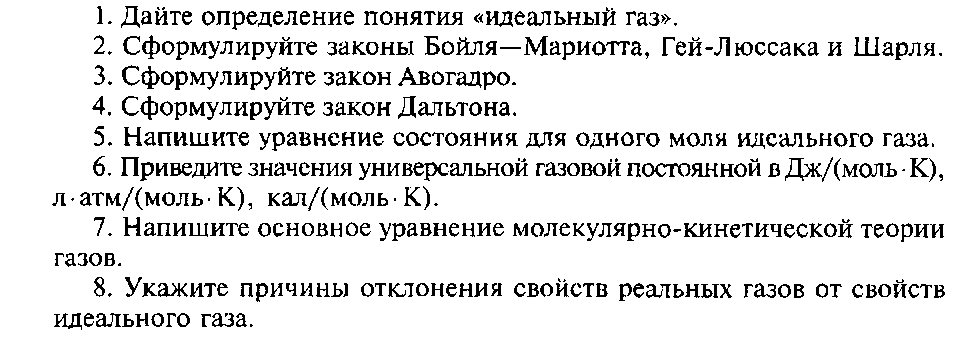 1. Дайте определение понятия «идеальный газ».
2. Сформулируйте законы Бойля—Мариотта, Гей-Люссака и Шарля.
3. Сформулируйте закон Авогадро.
4. Сформулируйте закон Дальтона.
5. Напишите уравнение состояния для одного моля идеального газа.
6. Приведите значения универсальной газовой постоянной в Дж/(моль·К),
л·атм/(моль·К), кал/(моль·К).
7. Напишите основное уравнение молекулярно-кинетической теории
газов.
8. Укажите причины отклонения свойств реальных газов от свойств
идеального газа.